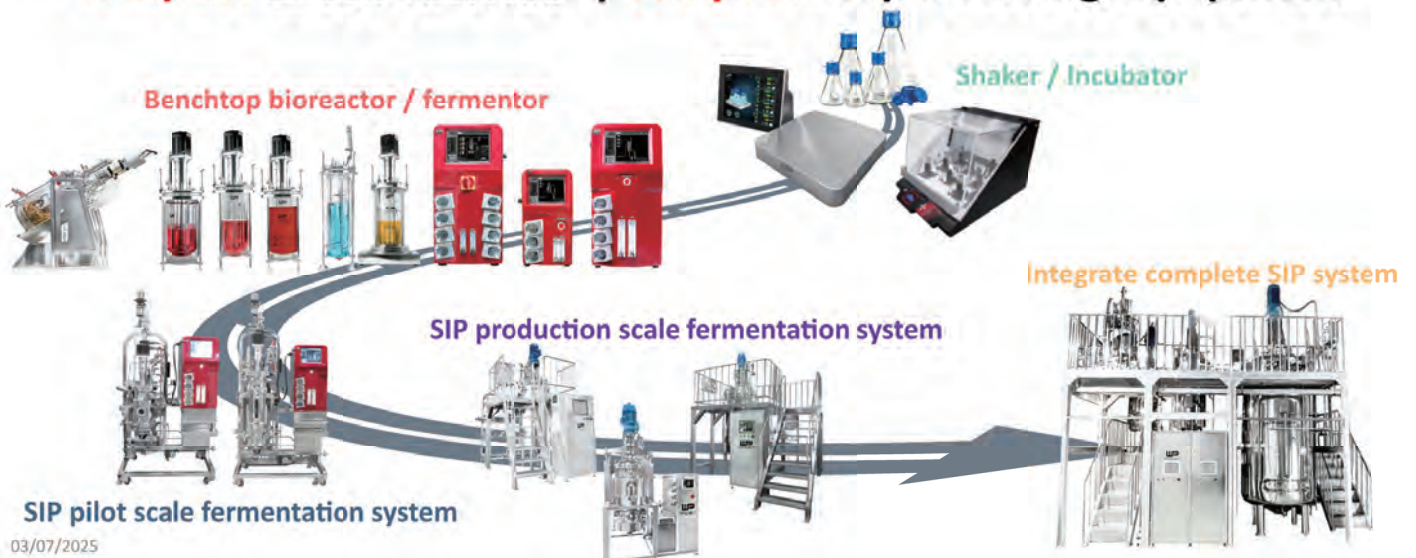 Shaker / Incubator
Benchtop bioreactor / fermentor
Integrate complete SIP system
SIP production scale fermentation system
SIP pilot scale fermentation system
03/07/2025